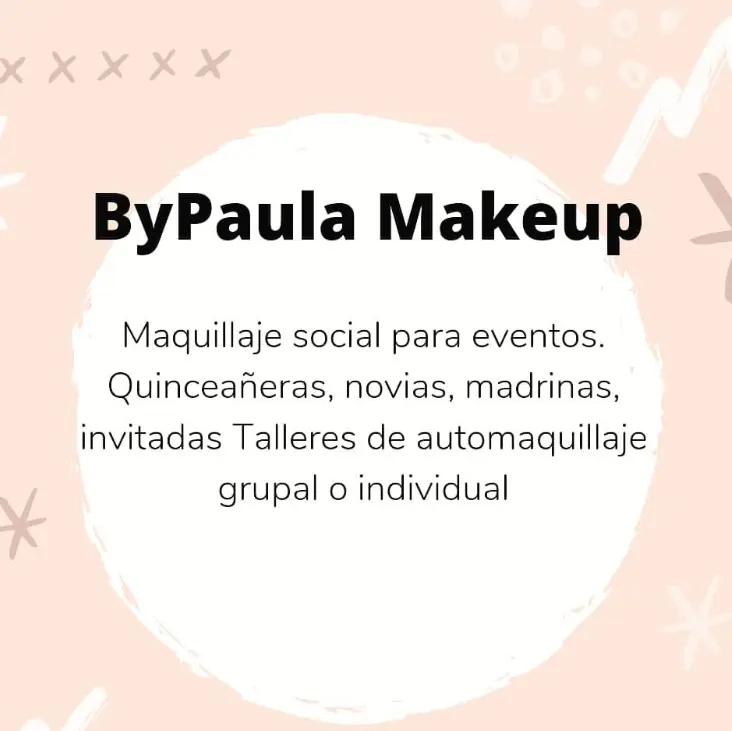 ByPaula Makeup
Maquillaje social para eventos.
Quinceañeras, novias, madrinas,
invitadas Talleres de automaquillaje
grupal o individual